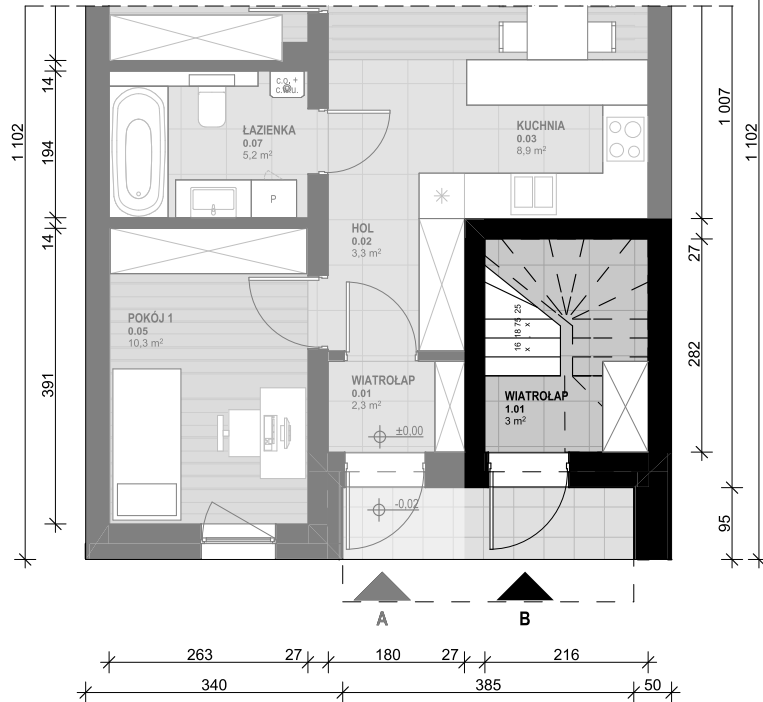 c.o. +
c.w.u.
14
ŁAZIENKA
0.07
5,2 m²
KUCHNIA
0.03
8,9 m²
1 007
1 102
194
1 102
P
HOL
0.02
3,3 m²
14
27
16 x 18 75 x 25
POKÓJ 1
0.05
10,3 m²
282
391
WIATROŁAP
0.01
2,3 m²
WIATROŁAP
1.01
3 m²
±0,00
-0,02
95
A
B
263
27
180
27
216
340
385
50